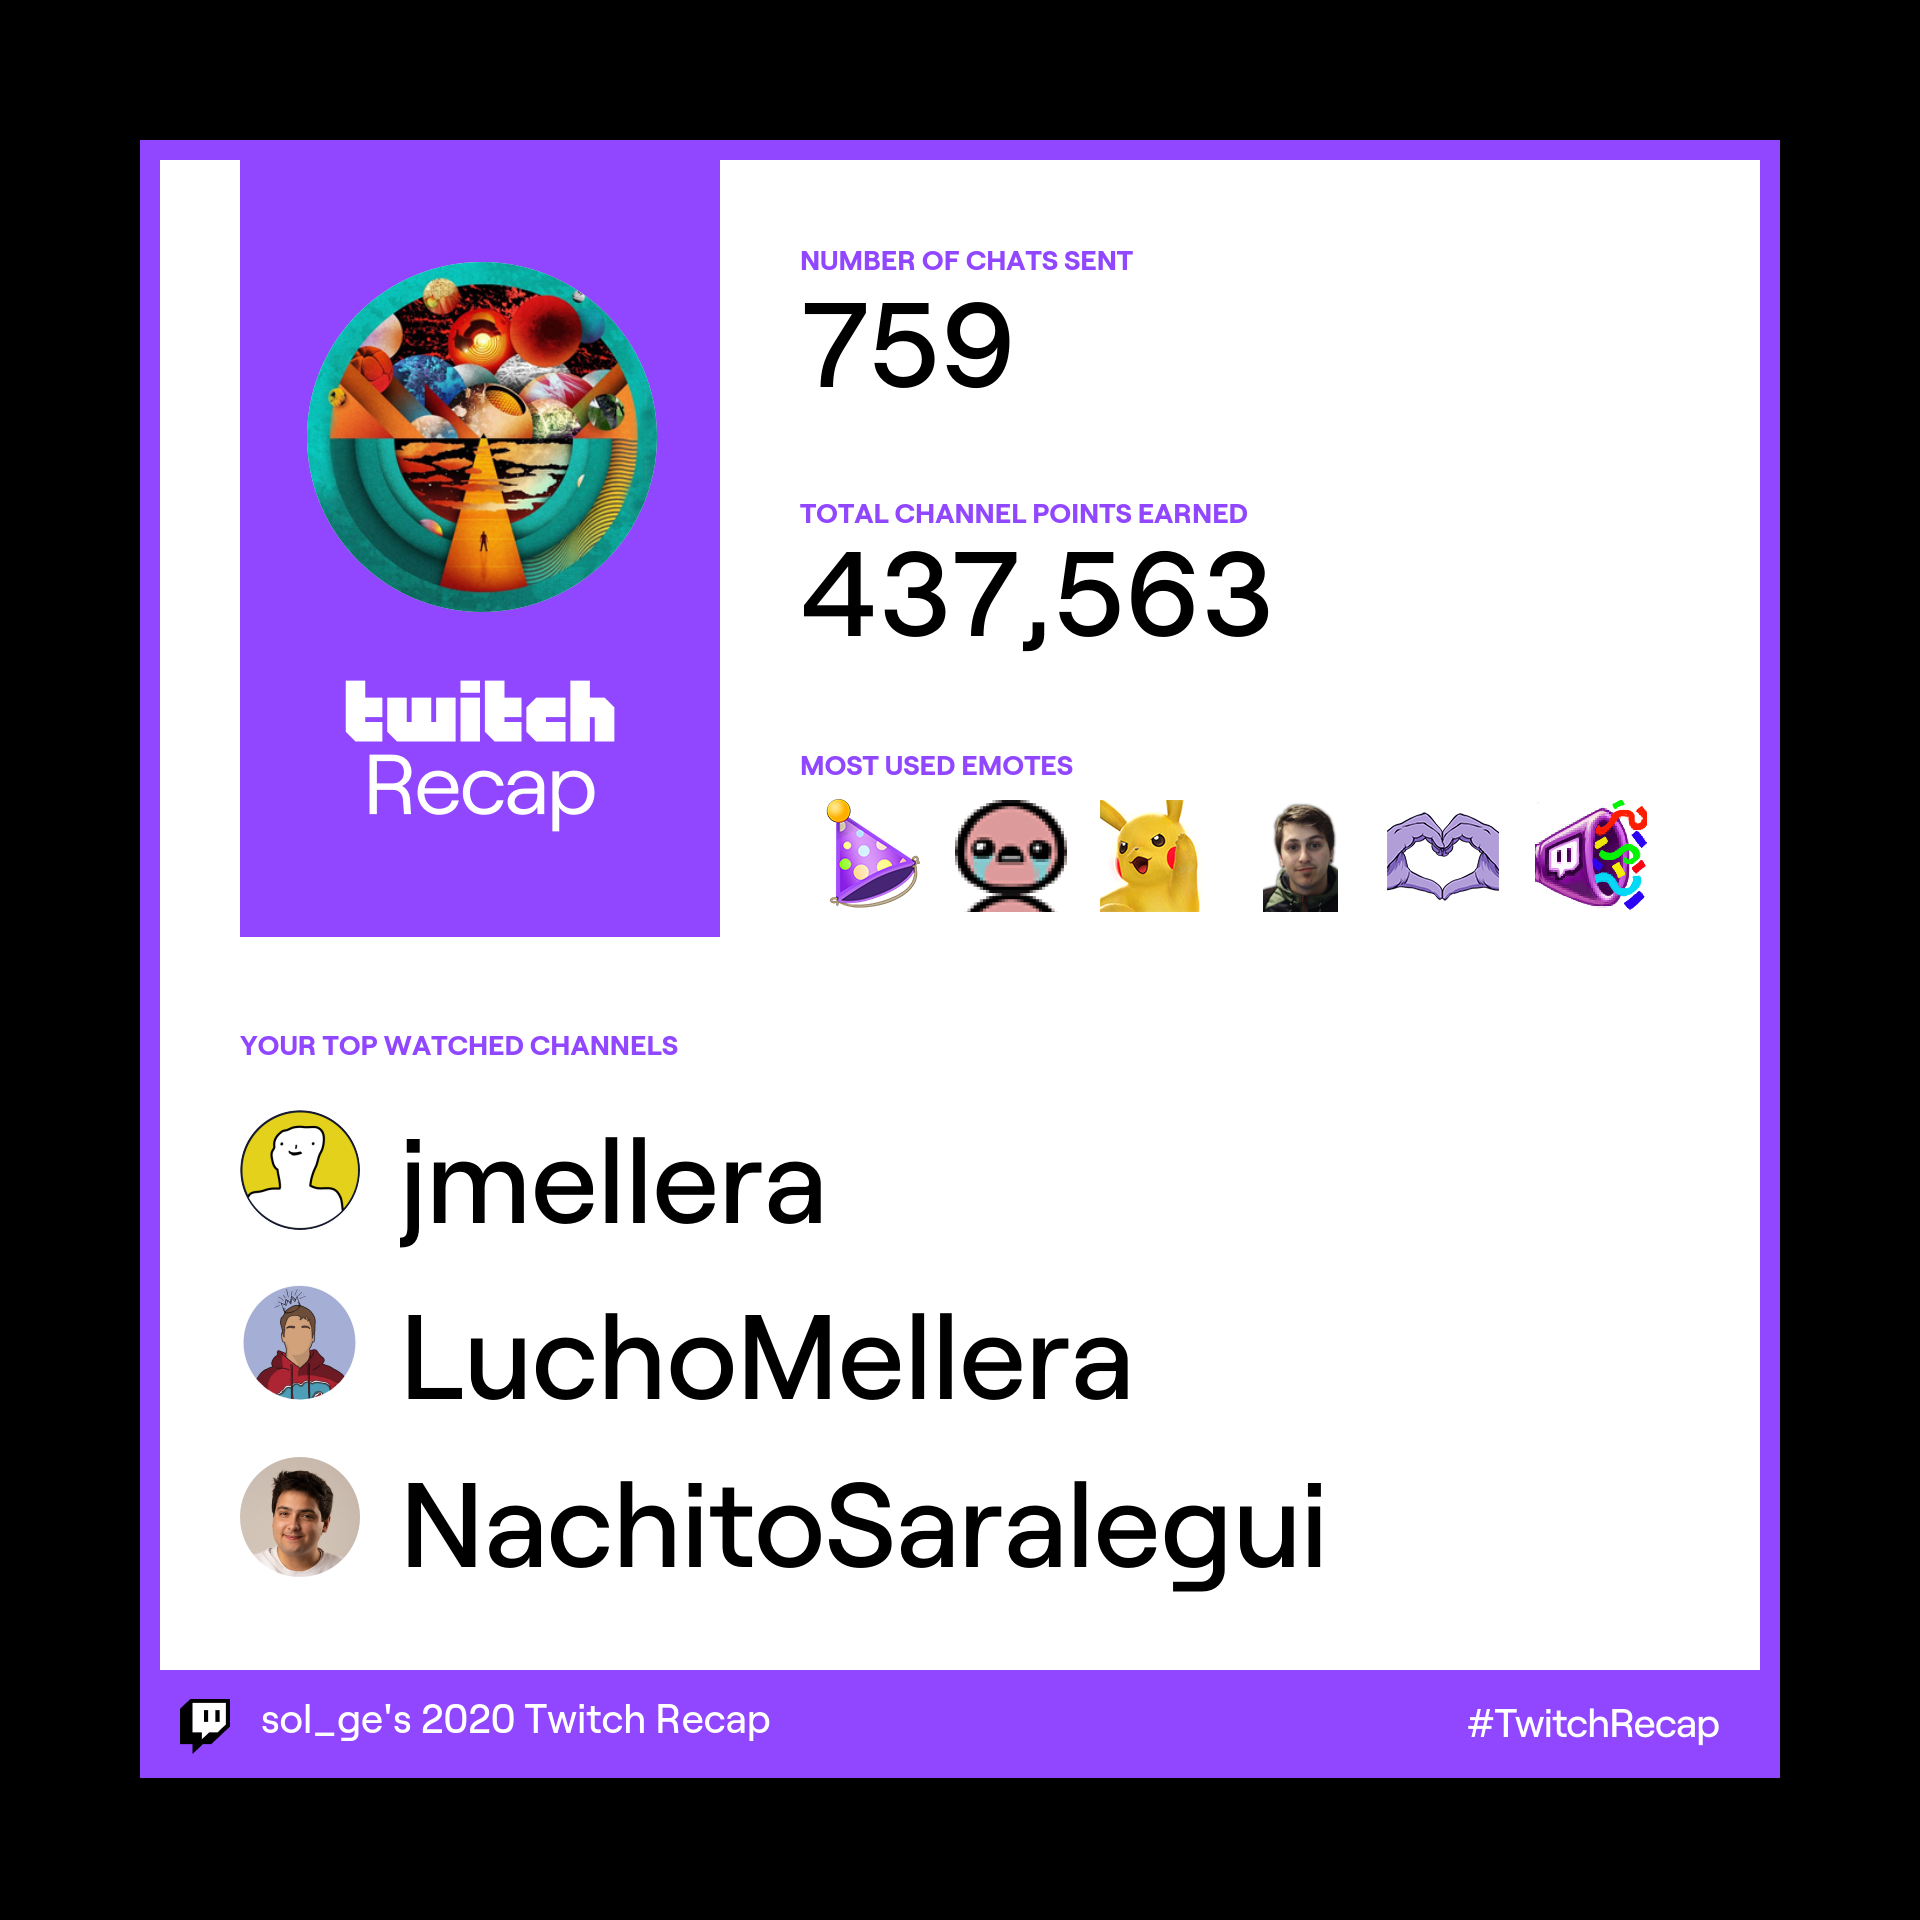 twitch
Recap
NUMBER OF CHATS SENT
759
TOTAL CHANNEL POINTS EARNED
437,563
MOST USED EMOTES
YOUR TOP WATCHED CHANNELS
jmellera
LuchoMellera
NachitoSaralegui
sol_ge's 2020 Twitch Recap
#TwitchRecap